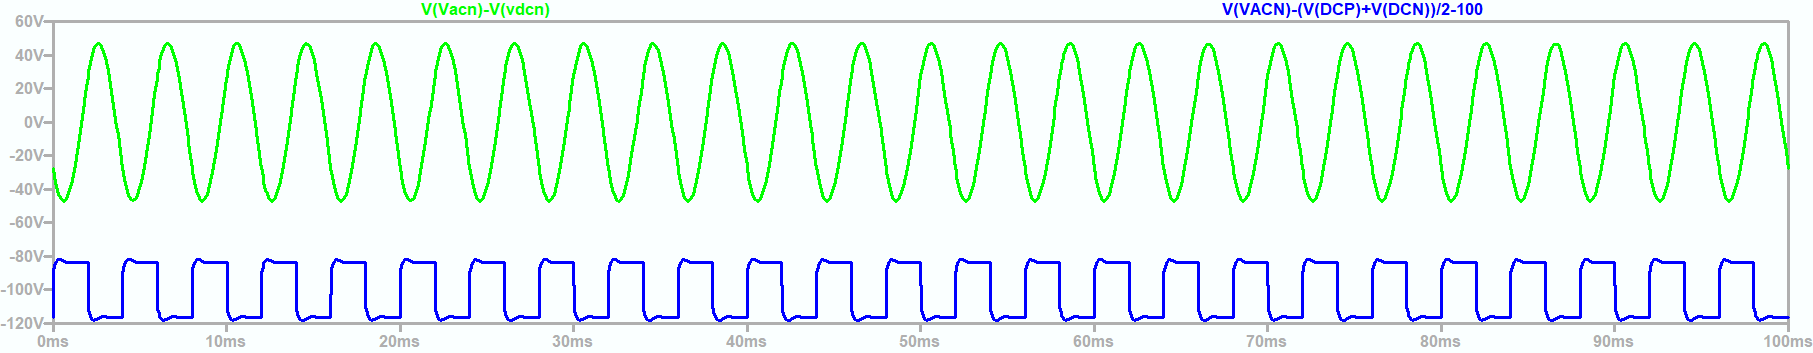 V(Vacn)-V(vdcn) V(VACN)-(V(DCP)+V(DCN))/2-100
60V
40V
20V
0V
-20V
-40V
-60V
-80V
-100V
-120V
0ms 10ms 20ms 30ms 40ms 50ms 60ms 70ms 80ms 90ms 100ms